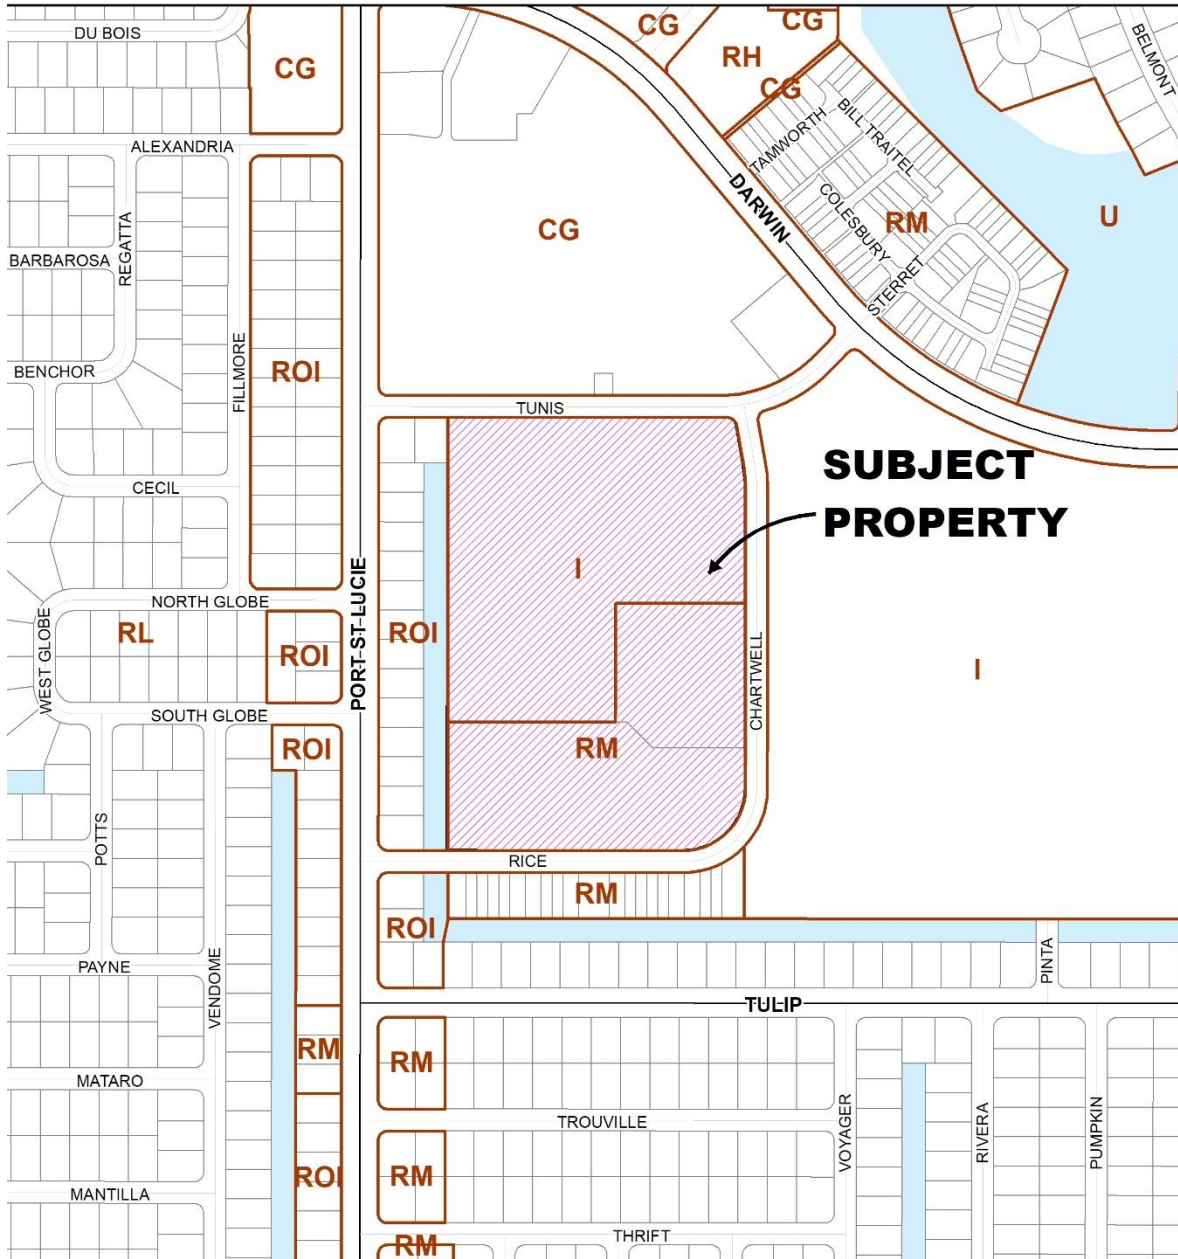 DU BOIS
CG
CG
CG
RH
CG
BELMONT
ALEXANDRIA
TAMWORTH
BILL TRAITEL
DARWIN
COLESBURY
RM
U
CG
REGATTA
BARBAROSA
STERRET
BENCHOR
FILLMORE
ROI
TUNIS
CECIL
SUBJECT
PROPERTY
I
PORT ST LUCIE
NORTH GLOBE
WEST GLOBE
RL
ROI
ROI
CHARTWELL
I
SOUTH GLOBE
ROI
RM
POTTS
RICE
RM
ROI
VENDOME
PAYNE
PINTA
TULIP
RM
RM
MATARO
TROUVILLE
VOYAGER
RIVERA
PUMPKIN
ROI
RM
MANTILLA
THRIFT
RM